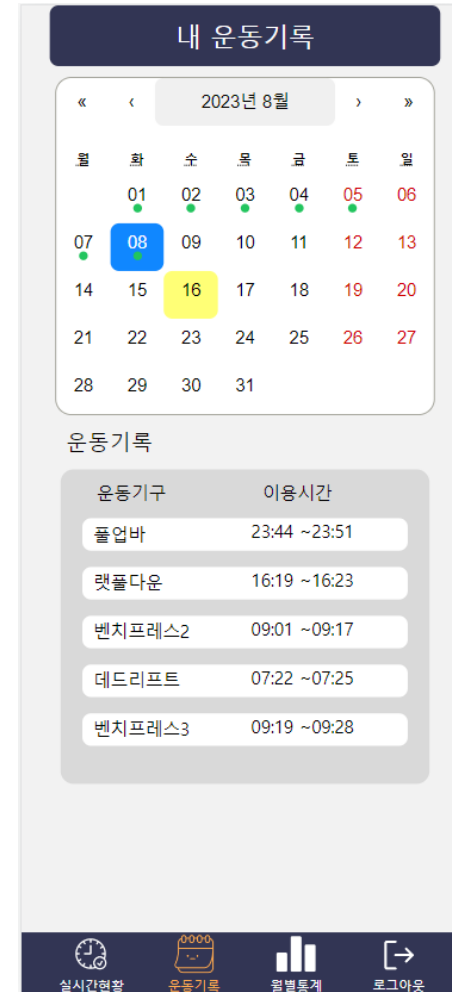 내 운동기록
« ‹ 2023년 8월 › »
월 화 수 목 금 토 일
01 02 03 04 05 06
07 08 09 10 11 12 13
14 15 16 17 18 19 20
21 22 23 24 25 26 27
28 29 30 31
운동기록
운동기구 이용시간
풀업바 23:44 ~23:51
랫풀다운 16:19 ~16:23
벤치프레스2 09:01 ~09:17
데드리프트 07:22 ~07:25
벤치프레스3 09:19 ~09:28
실시간현황 운동기록 월별통계 로그아웃